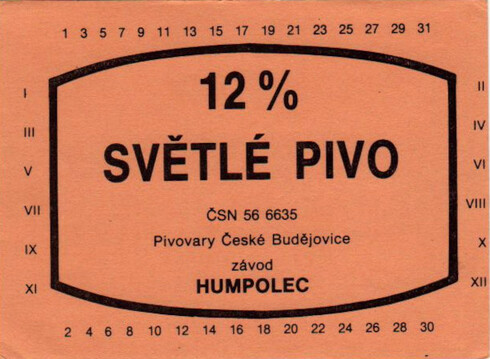 1 3 5 7 9 11 13 15 17 19 21 23 25 27 29 31
I II
III IV
V VI
VII VIII
IX X
XI XII
12 %
SVĚTLÉ PIVO
ČSN 56 6635
Pivovary České Budějovice
závod
HUMPOLEC
2 4 6 8 10 12 14 16 18 20 22 24 26 28 30